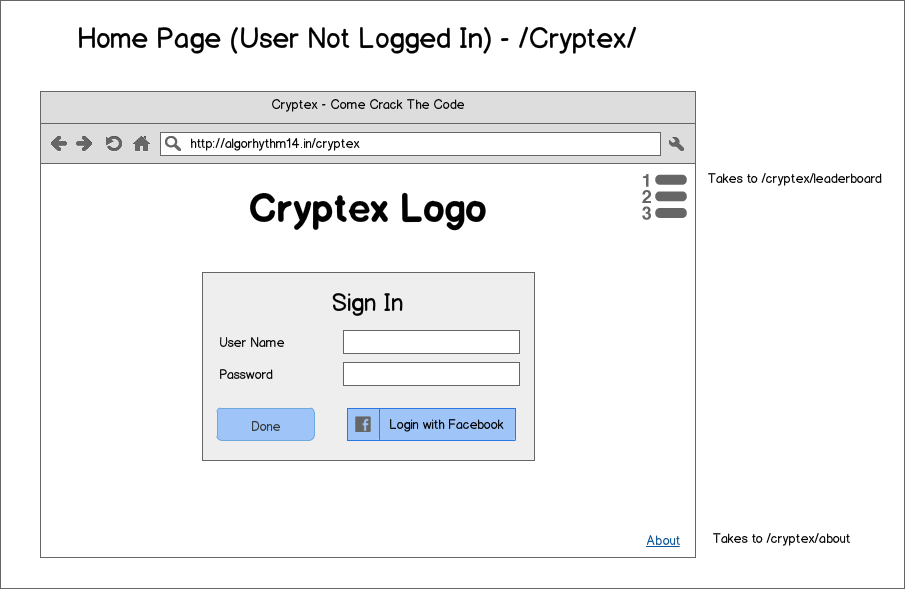 Home Page (User Not Logged In) - /Cryptex/
Cryptex - Come Crack The Code
http://algorhythm14.in/cryptex
1
2
3
Takes to /cryptex/leaderboard
Cryptex Logo
Sign In
User Name
Password
Done
f Login with Facebook
About
Takes to /cryptex/about